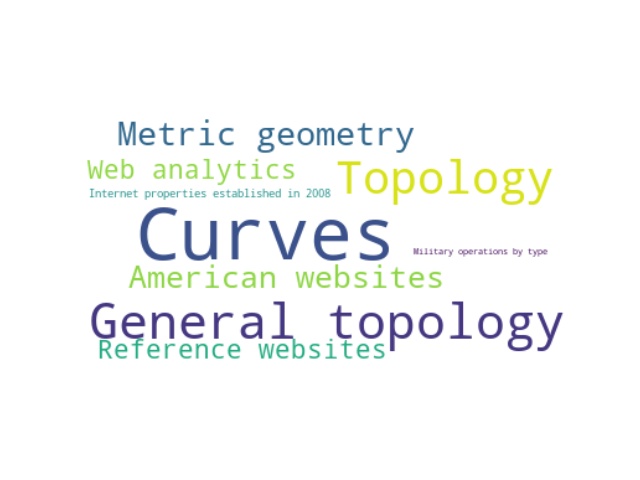 Metric geometry
Web analytics
Topology
Internet properties established in 2008
Curves
Military operations by type
American websites
General topology
Reference websites